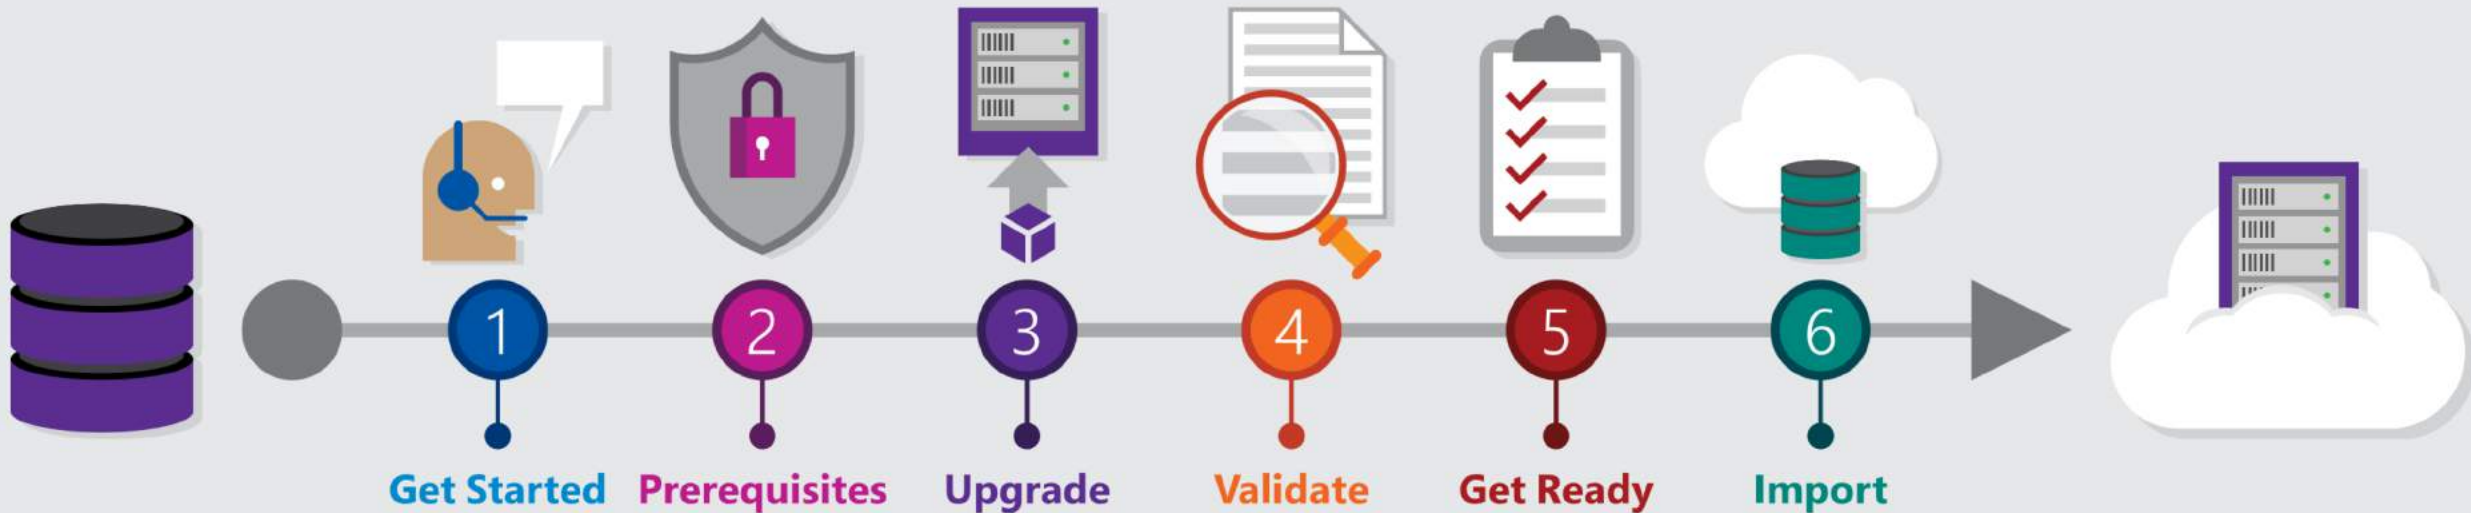 1 2 3 4 5 6
Get Started Prerequisites Upgrade Validate Get Ready Import